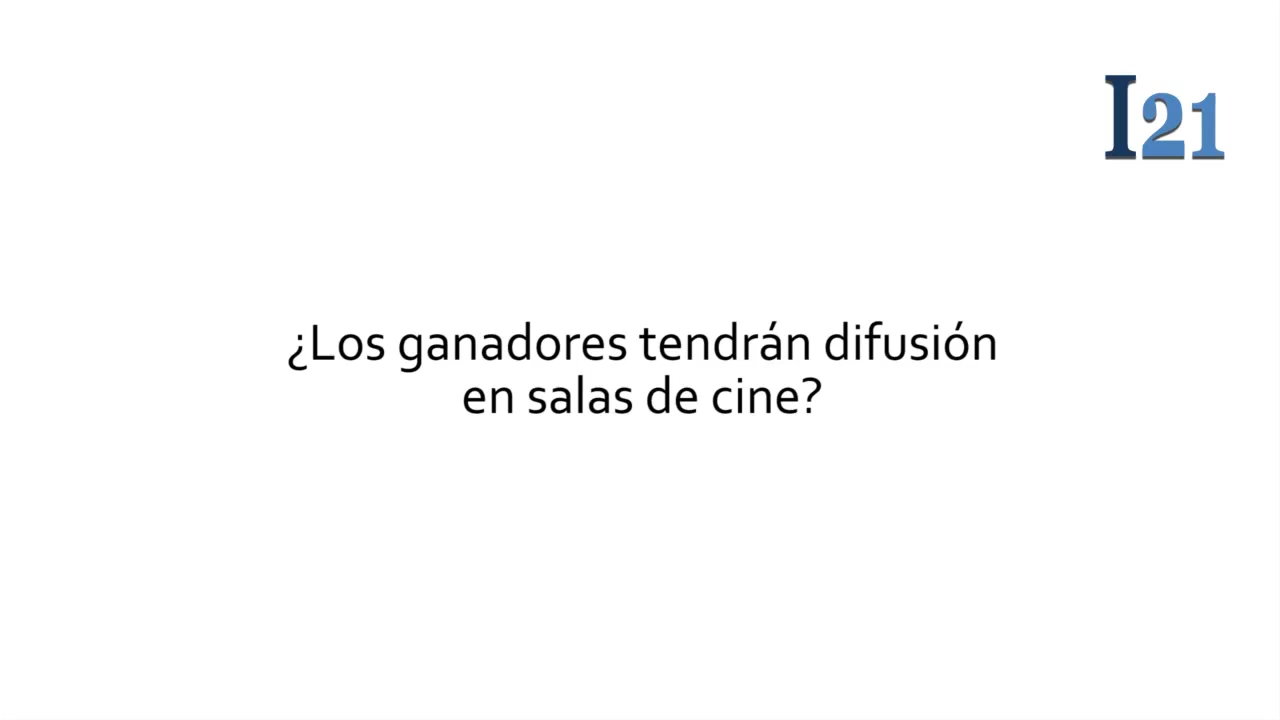 I21
¿Los ganadores tendrán difusión
en salas de cine?